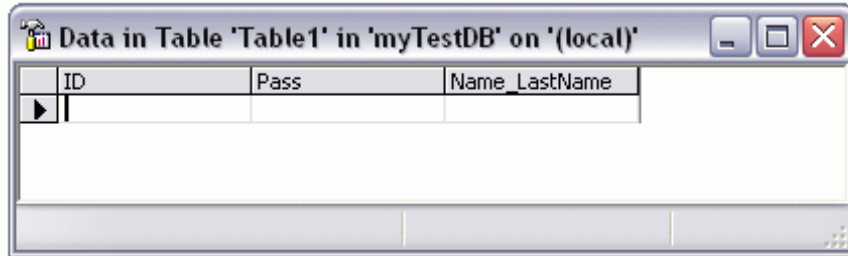 Data in Table 'Table1' in 'myTestDB' on '(local)'
ID Pass Name_LastName